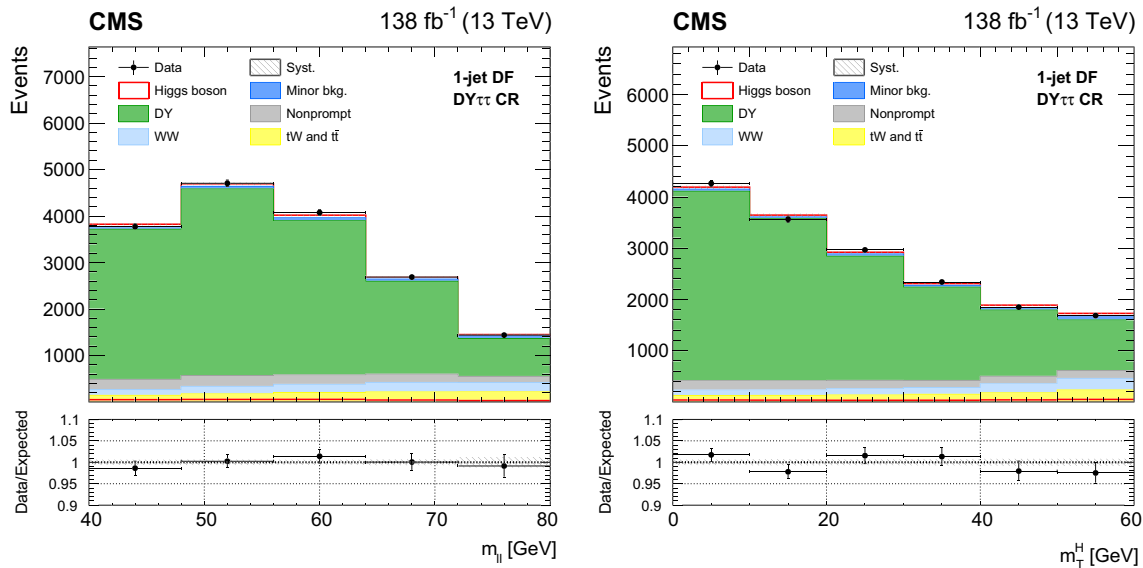 CMS 138 fb⁻¹ (13 TeV)
Events
7000
6000
5000
4000
3000
2000
1000
Data
Syst.
Higgs boson
Minor bkg.
DY
Nonprompt
WW
tW and tt̄
1-jet DF
DYττ CR
Data/Expected
1.1
1.05
1
0.95
0.9
40 50 60 70 80
m_ll [GeV]
CMS 138 fb⁻¹ (13 TeV)
Events
6000
5000
4000
3000
2000
1000
Data
Syst.
Higgs boson
Minor bkg.
DY
Nonprompt
WW
tW and tt̄
1-jet DF
DYττ CR
Data/Expected
1.1
1.05
1
0.95
0.9
0 20 40 60
m_T^H [GeV]